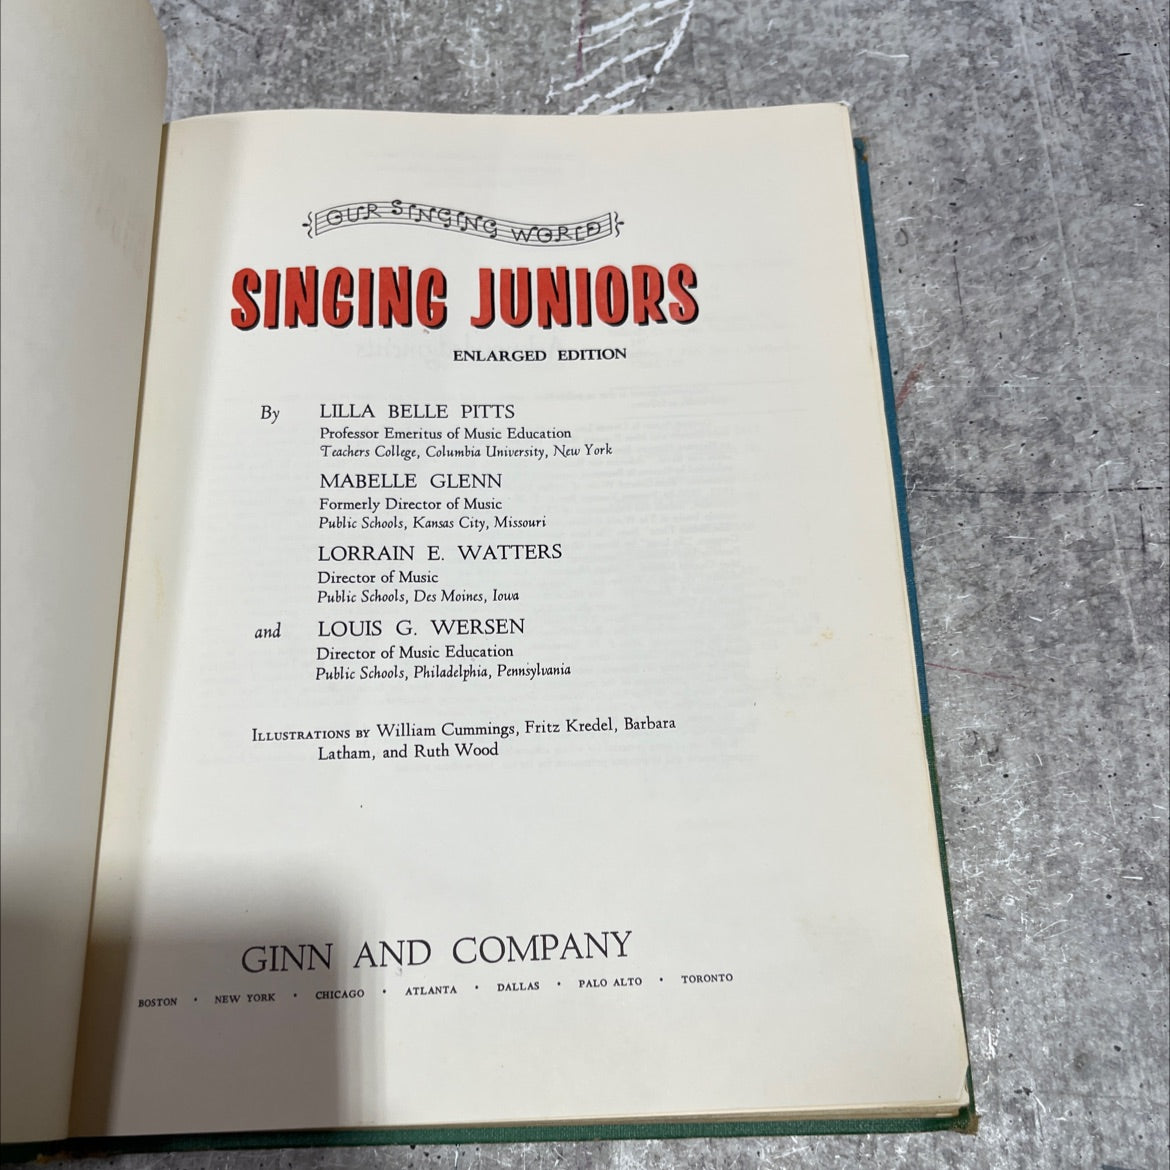 OUR SINGING WORLD
SINGING JUNIORS
ENLARGED EDITION
By LILLA BELLE PITTS
Professor Emeritus of Music Education
Teachers College, Columbia University, New York
MABELLE GLENN
Formerly Director of Music
Public Schools, Kansas City, Missouri
LORRAIN E. WATTERS
Director of Music
Public Schools, Des Moines, Iowa
and LOUIS G. WERSEN
Director of Music Education
Public Schools, Philadelphia, Pennsylvania
ILLUSTRATIONS BY William Cummings, Fritz Kredel, Barbara
Latham, and Ruth Wood
GINN AND COMPANY
BOSTON · NEW YORK · CHICAGO · ATLANTA · DALLAS · PALO ALTO · TORONTO